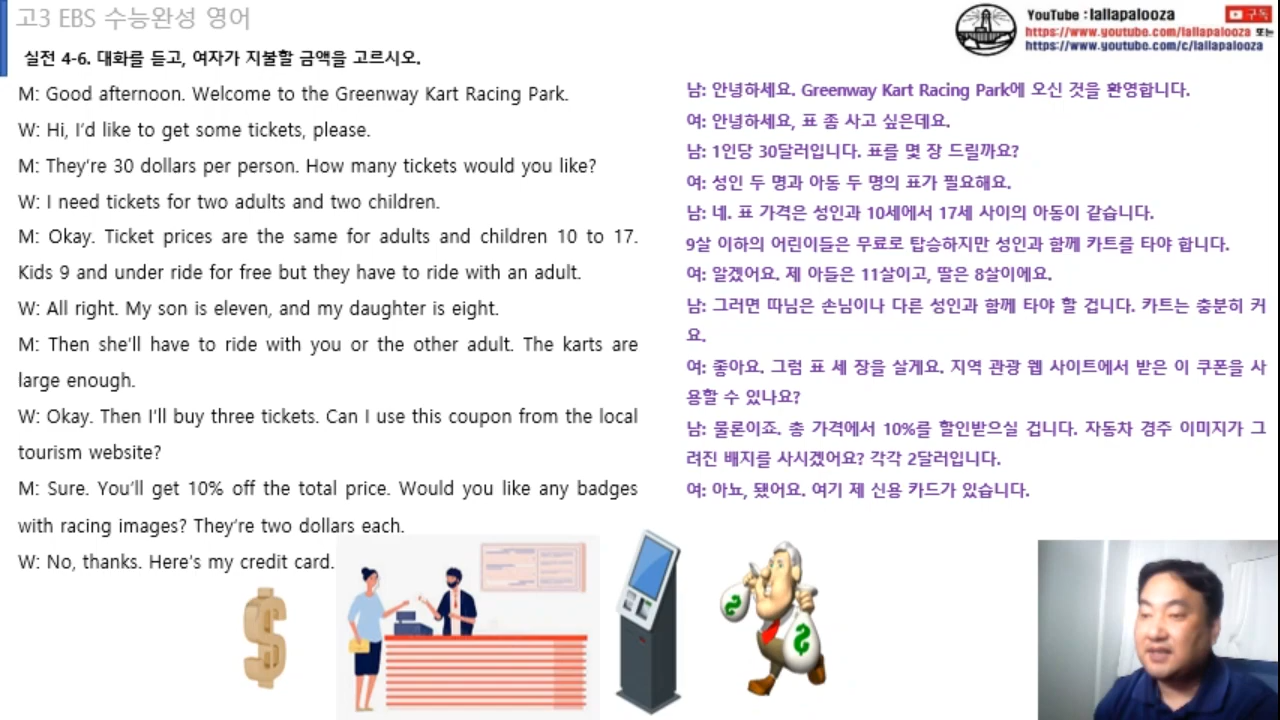 고3 EBS 수능완성 영어
YouTube : lallapalooza
구독
https://www.youtube.com/lallapalooza 또는
https://www.youtube.com/c/lallapalooza
실전 4-6. 대화를 듣고, 여자가 지불할 금액을 고르시오.
M: Good afternoon. Welcome to the Greenway Kart Racing Park.
W: Hi, I’d like to get some tickets, please.
M: They’re 30 dollars per person. How many tickets would you like?
W: I need tickets for two adults and two children.
M: Okay. Ticket prices are the same for adults and children 10 to 17.
Kids 9 and under ride for free but they have to ride with an adult.
W: All right. My son is eleven, and my daughter is eight.
M: Then she’ll have to ride with you or the other adult. The karts are
large enough.
W: Okay. Then I’ll buy three tickets. Can I use this coupon from the local
tourism website?
M: Sure. You’ll get 10% off the total price. Would you like any badges
with racing images? They’re two dollars each.
W: No, thanks. Here’s my credit card.
남: 안녕하세요. Greenway Kart Racing Park에 오신 것을 환영합니다.
여: 안녕하세요, 표 좀 사고 싶은데요.
남: 1인당 30달러입니다. 표를 몇 장 드릴까요?
여: 성인 두 명과 아동 두 명의 표가 필요해요.
남: 네. 표 가격은 성인과 10세에서 17세 사이의 아동이 같습니다.
9살 이하의 어린이들은 무료로 탑승하지만 성인과 함께 카트를 타야 합니다.
여: 알겠어요. 제 아들은 11살이고, 딸은 8살이에요.
남: 그러면 따님은 손님이나 다른 성인과 함께 타야 할 겁니다. 카트는 충분히 커
요.
여: 좋아요. 그럼 표 세 장을 살게요. 지역 관광 웹 사이트에서 받은 이 쿠폰을 사
용할 수 있나요?
남: 물론이죠. 총 가격에서 10%를 할인받으실 겁니다. 자동차 경주 이미지가 그
려진 배지를 사시겠어요? 각각 2달러입니다.
여: 아뇨, 됐어요. 여기 제 신용 카드가 있습니다.